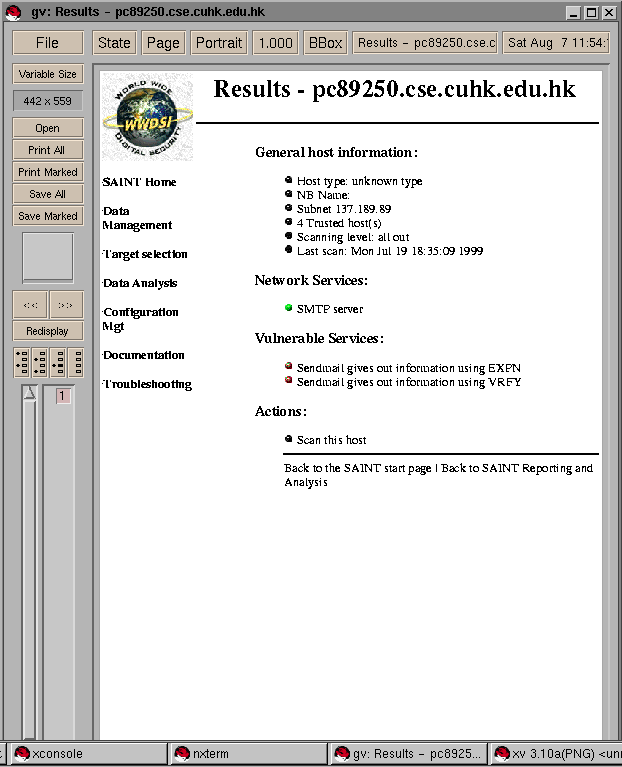 gv: Results - pc89250.cse.cuhk.edu.hk
File
State
Page
Portrait
1.000
BBox
Results - pc89250.cse.c
Sat Aug 7 11:54:
Variable Size
442 x 559
Open
Print All
Print Marked
Save All
Save Marked
<<
>>
Redisplay
1
WORLD WIDE
WWDSI
DIGITAL SECURITY
Results - pc89250.cse.cuhk.edu.hk
SAINT Home
Data
Management
Target selection
Data Analysis
Configuration
Mgt
Documentation
Troubleshooting
General host information:
Host type: unknown type
NB Name:
Subnet 137.189.89
4 Trusted host(s)
Scanning level: all out
Last scan: Mon Jul 19 18:35:09 1999
Network Services:
SMTP server
Vulnerable Services:
Sendmail gives out information using EXPN
Sendmail gives out information using VRFY
Actions:
Scan this host
Back to the SAINT start page | Back to SAINT Reporting and
Analysis
xconsole
nxterm
gv: Results - pc8925...
xv 3.10a(PNG) <unr